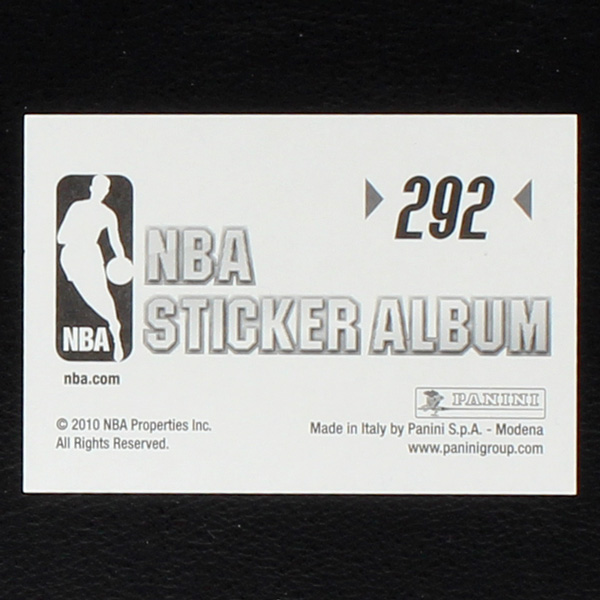 292
NBA
STICKER ALBUM
NBA
nba.com
PANINI
© 2010 NBA Properties Inc.
All Rights Reserved.
Made in Italy by Panini S.p.A. - Modena
www.paninigroup.com